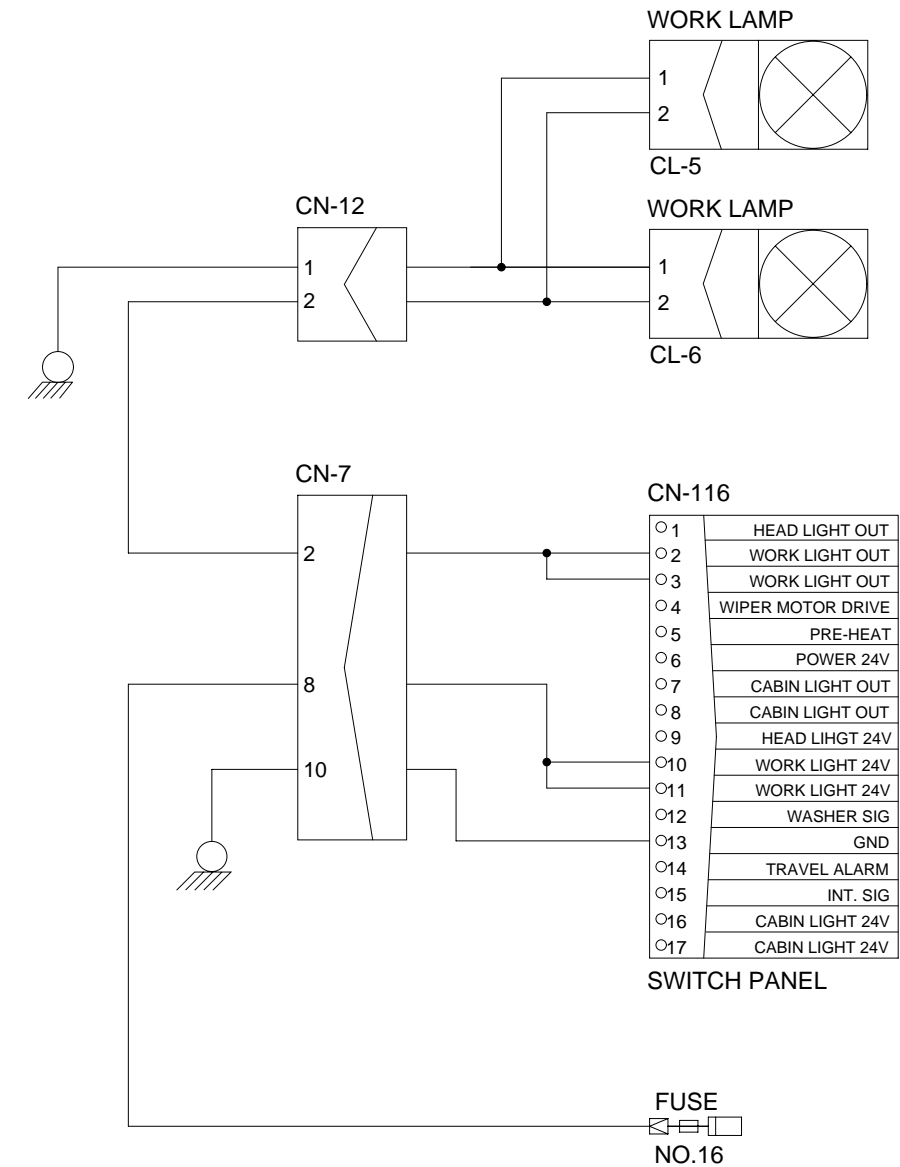 WORK LAMP
1
2
CL-5
WORK LAMP
1
2
CL-6
CN-12
1
2
CN-7
2
8
10
CN-116
1 HEAD LIGHT OUT
2 WORK LIGHT OUT
3 WORK LIGHT OUT
4 WIPER MOTOR DRIVE
5 PRE-HEAT
6 POWER 24V
7 CABIN LIGHT OUT
8 CABIN LIGHT OUT
9 HEAD LIHGT 24V
10 WORK LIGHT 24V
11 WORK LIGHT 24V
12 WASHER SIG
13 GND
14 TRAVEL ALARM
15 INT. SIG
16 CABIN LIGHT 24V
17 CABIN LIGHT 24V
SWITCH PANEL
FUSE
NO.16